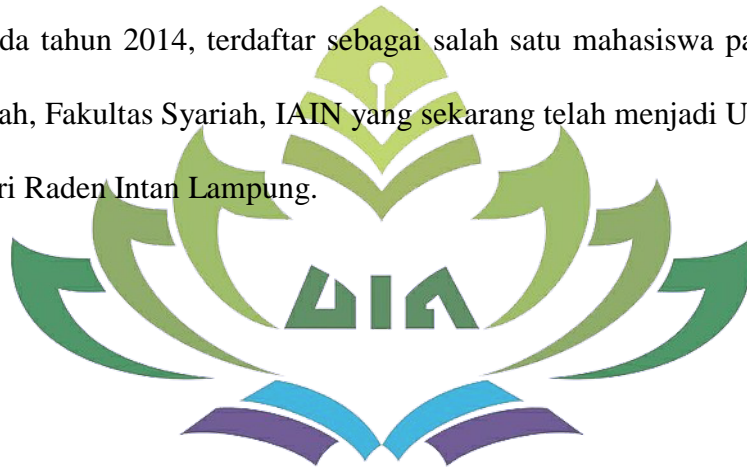 da tahun 2014, terdaftar sebagai salah satu mahasiswa pa
ah, Fakultas Syariah, IAIN yang sekarang telah menjadi U
ri Raden Intan Lampung.
UIN